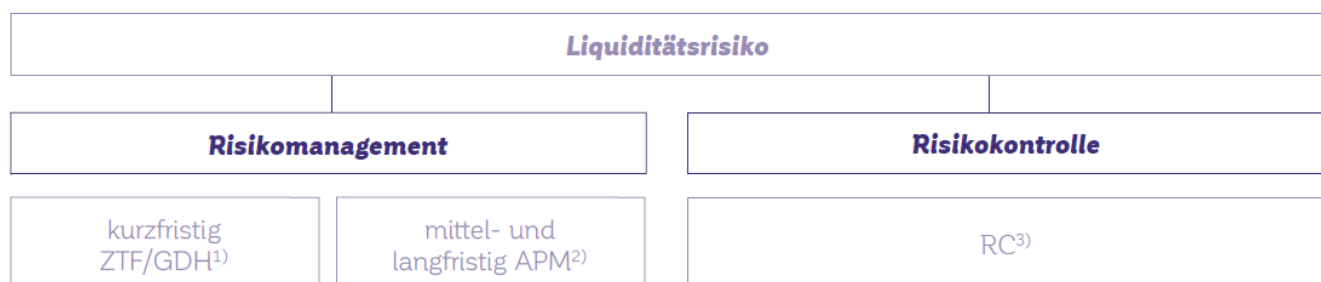 Liquiditätsrisiko
Risikomanagement
Risikokontrolle
kurzfristig
ZTF/GDH1)
mittel- und
langfristig APM2)
RC3)